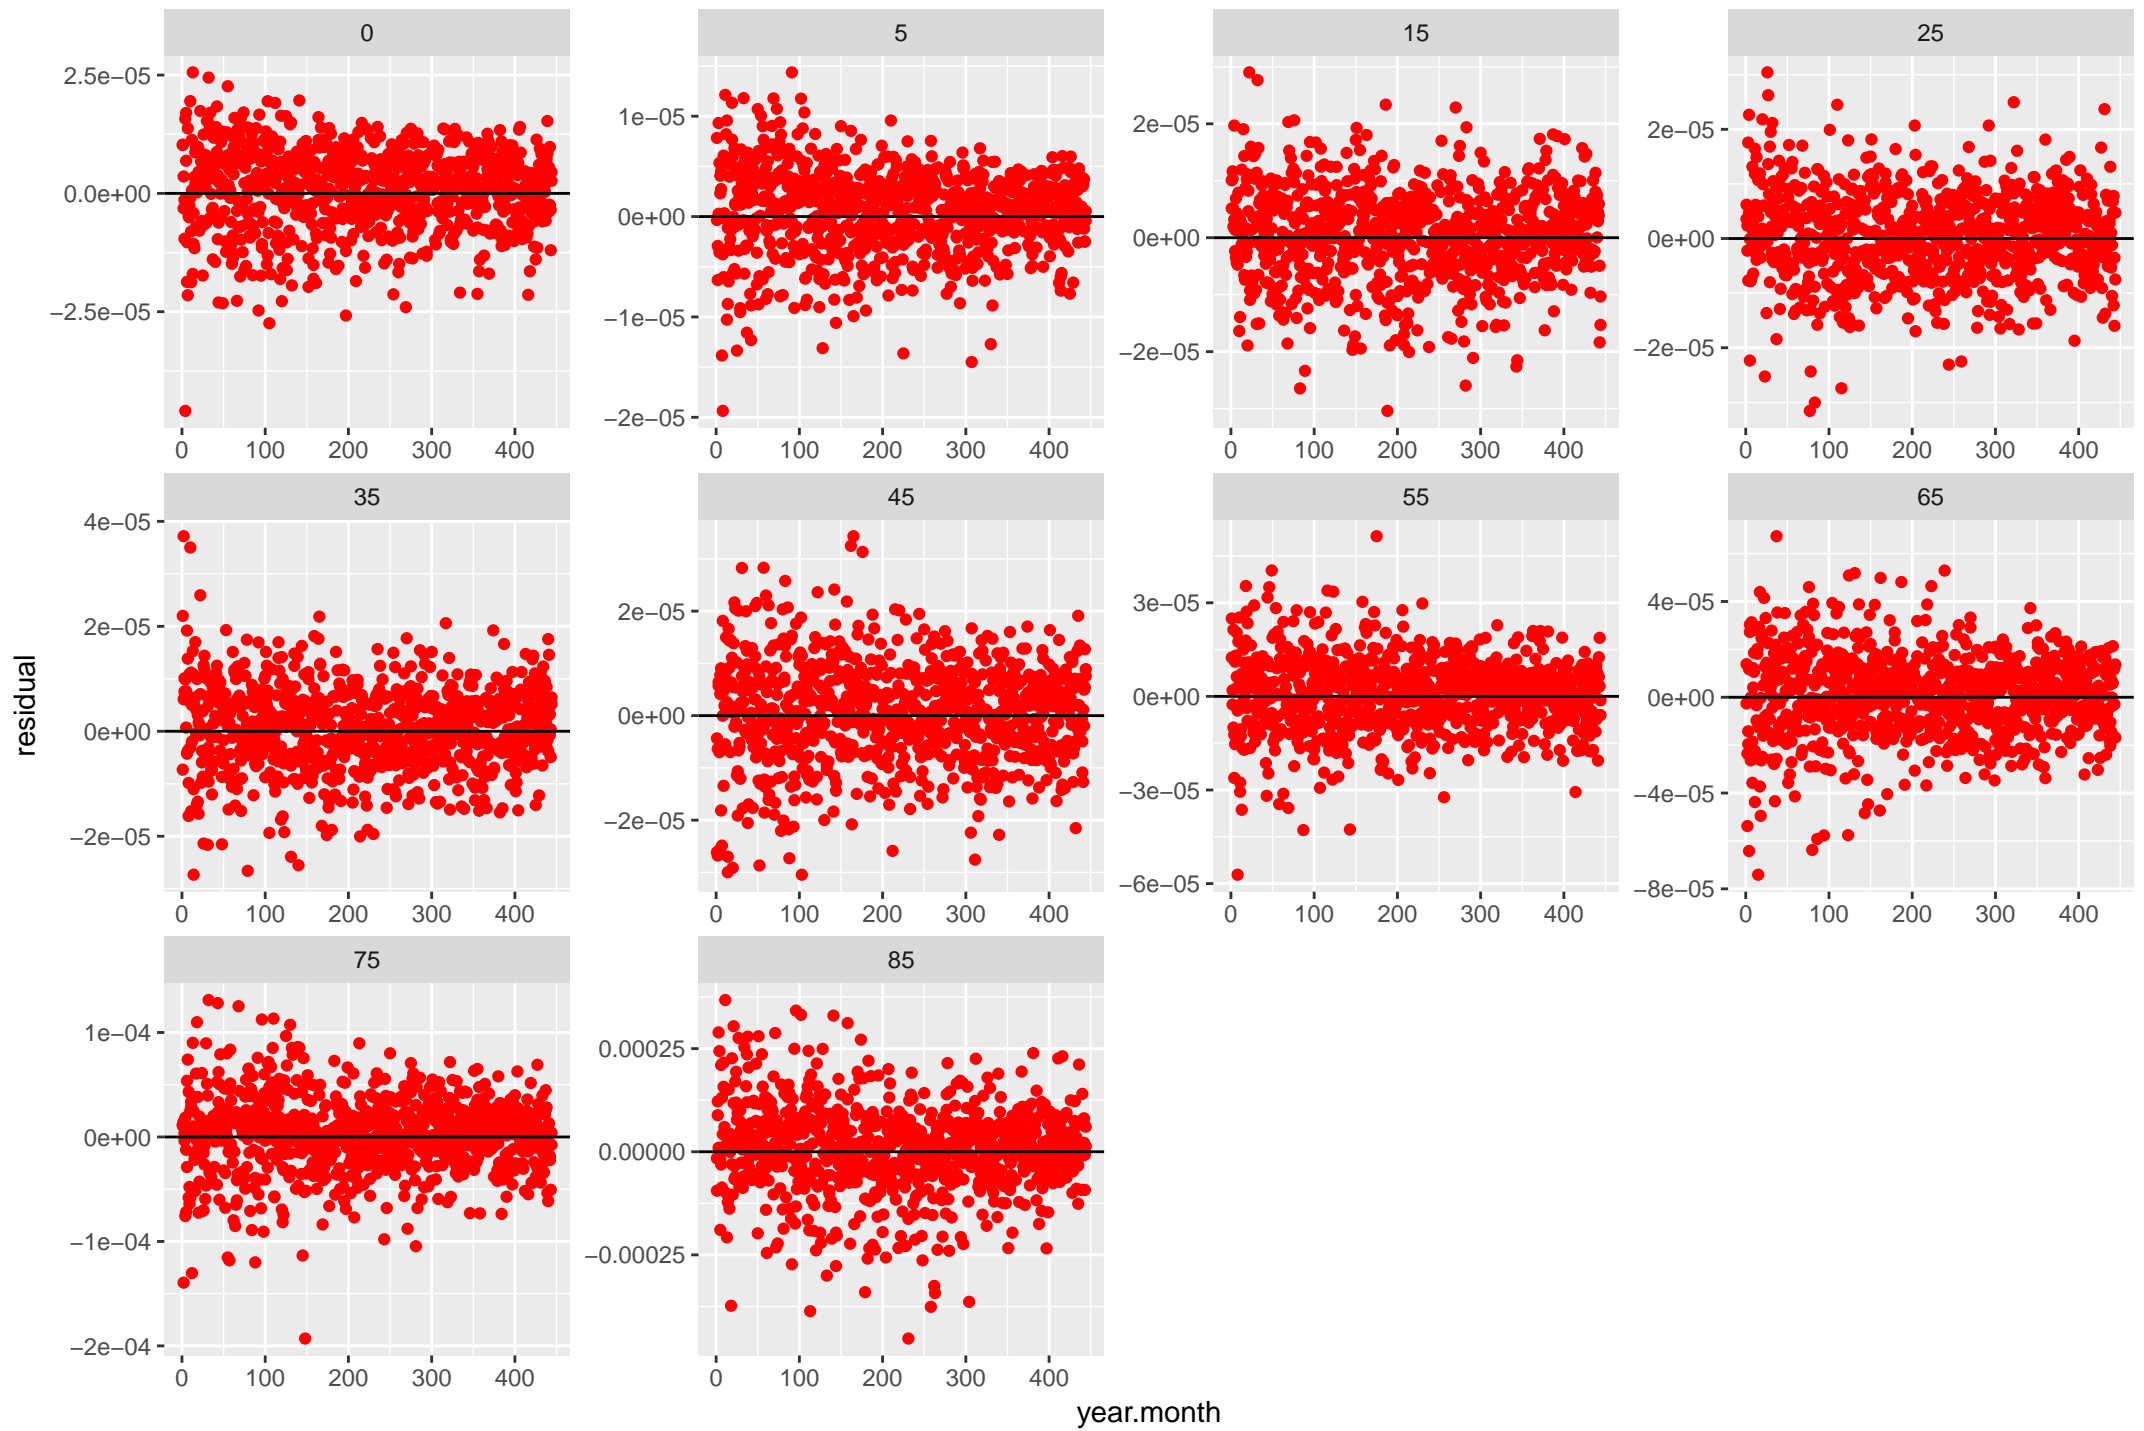 0 5 15 25
2.5e−05
0.0e+00
−2.5e−05
1e−05
0e+00
−1e−05
−2e−05
2e−05
0e+00
−2e−05
2e−05
0e+00
−2e−05
0 100 200 300 400 0 100 200 300 400 0 100 200 300 400 0 100 200 300 400
35 45 55 65
4e−05
2e−05
0e+00
−2e−05
2e−05
0e+00
−2e−05
3e−05
0e+00
−3e−05
−6e−05
4e−05
0e+00
−4e−05
−8e−05
0 100 200 300 400 0 100 200 300 400 0 100 200 300 400 0 100 200 300 400
residual
75 85
1e−04
0e+00
−1e−04
−2e−04
0.00025
0.00000
−0.00025
0 100 200 300 400 0 100 200 300 400
year.month